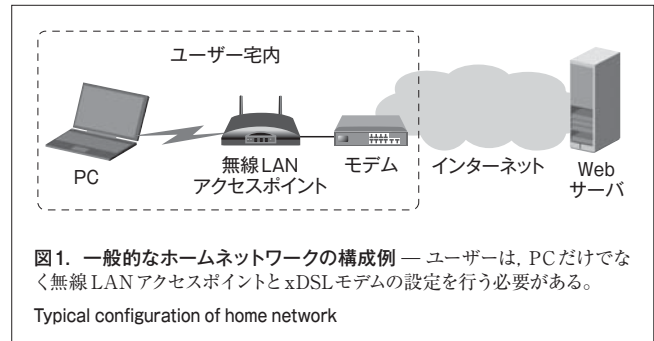 ユーザー宅内
PC
無線LAN
アクセスポイント
モデム
インターネット
Web
サーバ
図1. 一般的なホームネットワークの構成例 — ユーザーは,PCだけでな
く無線LANアクセスポイントとxDSLモデムの設定を行う必要がある。
Typical configuration of home network